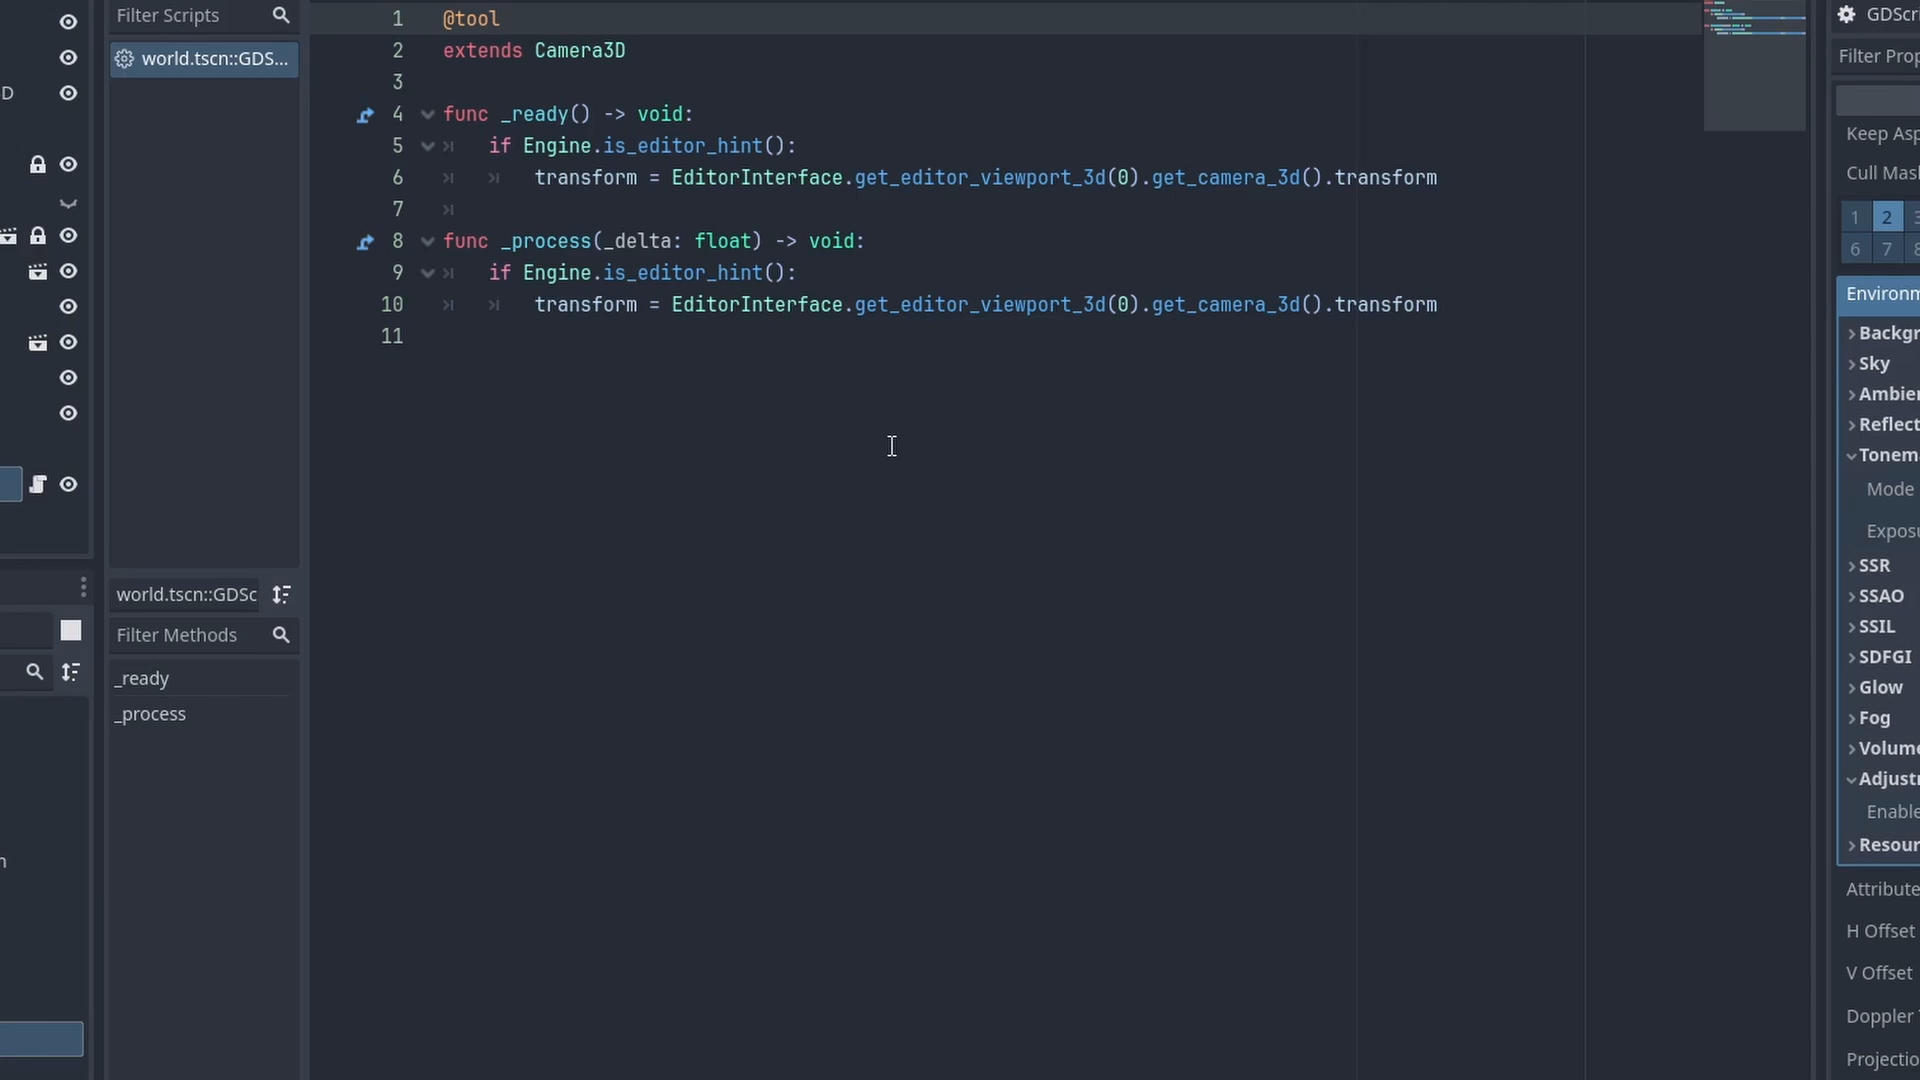 D
Filter Scripts
world.tscn::GDS...
world.tscn::GDSc
Filter Methods
_ready
_process
1 @tool
2 extends Camera3D
3
4 func _ready() -> void:
5 if Engine.is_editor_hint():
6 transform = EditorInterface.get_editor_viewport_3d(0).get_camera_3d().transform
7
8 func _process(_delta: float) -> void:
9 if Engine.is_editor_hint():
10 transform = EditorInterface.get_editor_viewport_3d(0).get_camera_3d().transform
11
GDScri
Filter Prop
Keep Asp
Cull Mas
1 2
6 7
Environm
Backgr
Sky
Ambien
Reflect
Tonem
Mode
Exposu
SSR
SSAO
SSIL
SDFGI
Glow
Fog
Volum
Adjust
Enable
Resour
Attribute
H Offset
V Offset
Doppler
Projectio